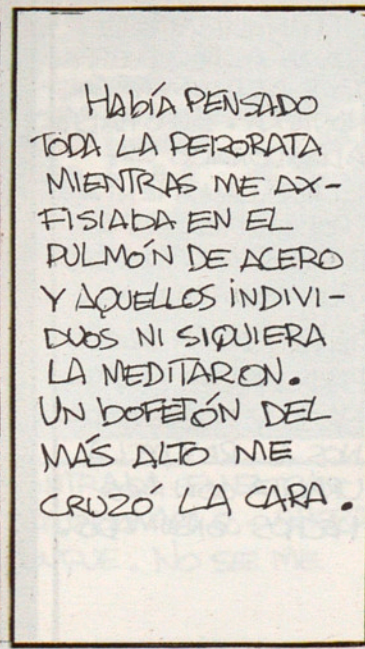 HABÍA PENSADO
TODA LA PERORATA
MIENTRAS ME AX-
FISIABA EN EL
PULMÓN DE ACERO
Y AQUELLOS INDIVI-
DUOS NI SIQUIERA
LA MEDITARON.
UN BOFETÓN DEL
MÁS ALTO ME
CRUZÓ LA CARA.